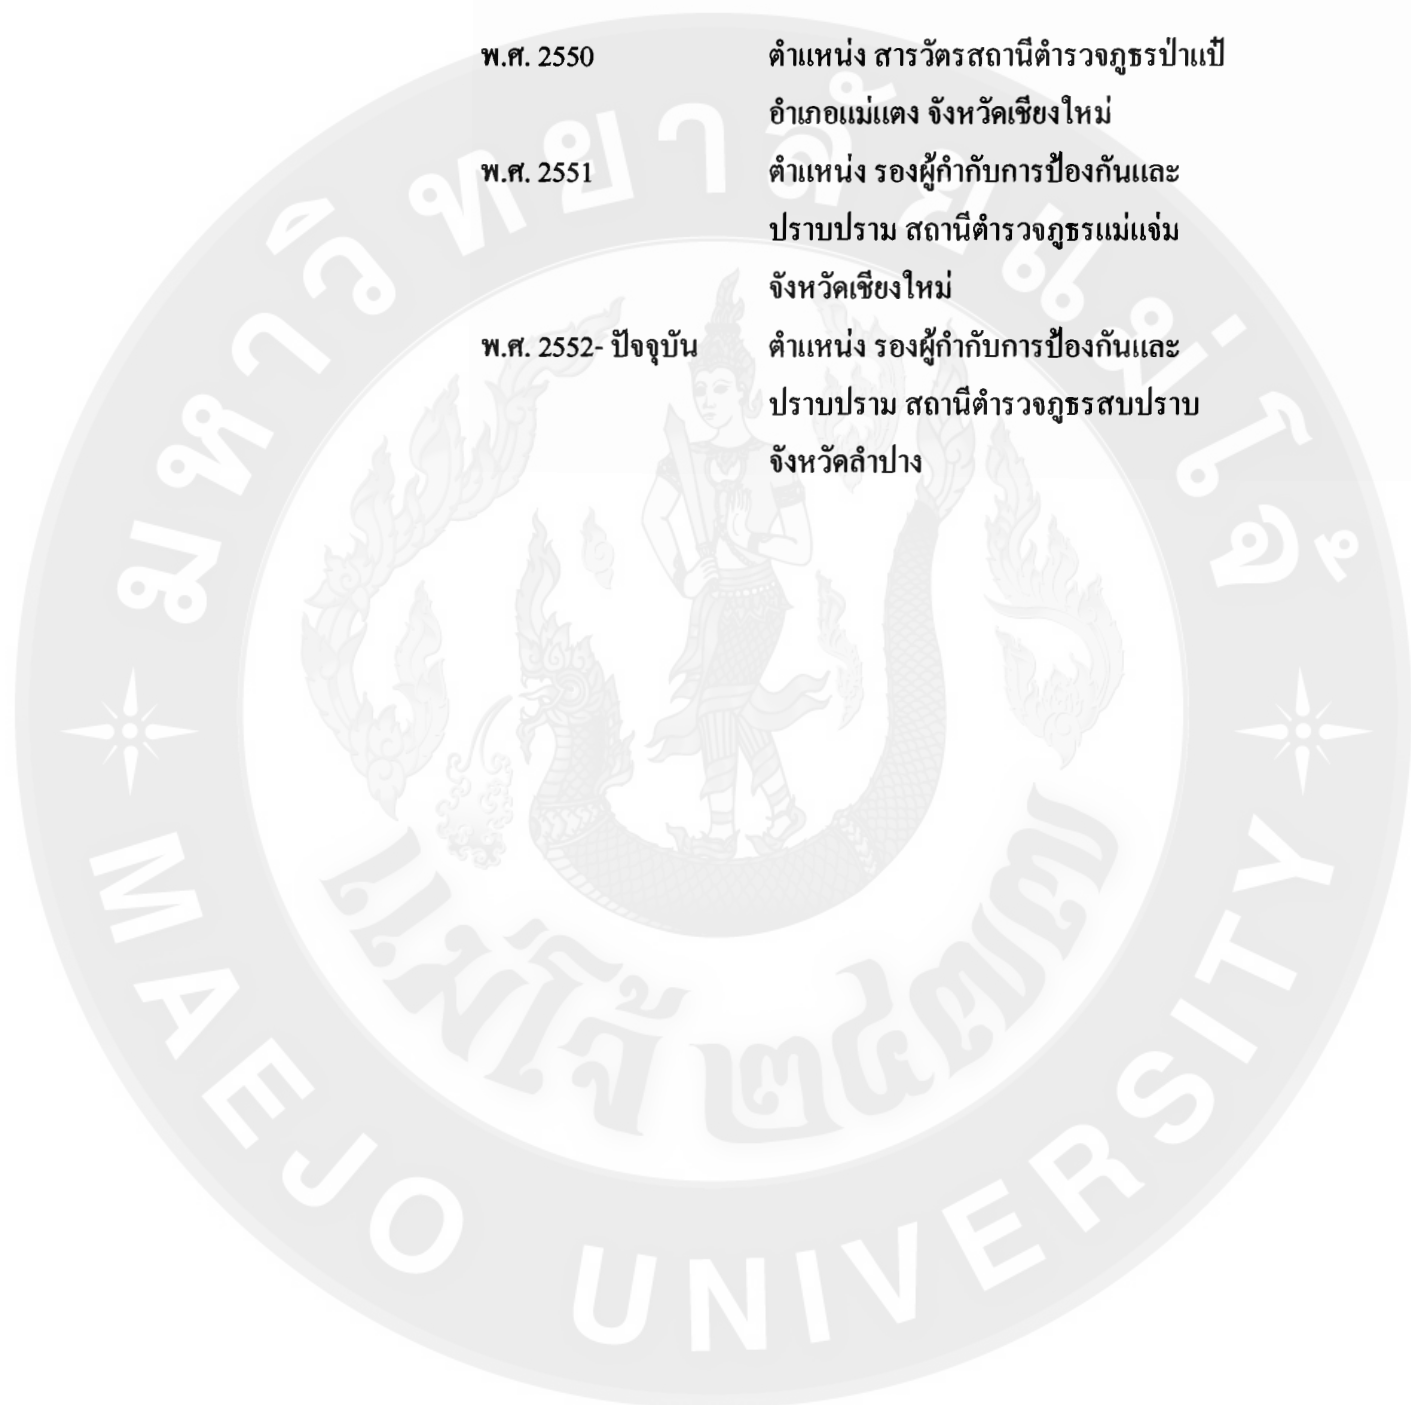 พ.ศ. 2550 ตำแหน่ง สารวัตรสถานีตำรวจภูธรป่าแป๋
อำเภอแม่แตง จังหวัดเชียงใหม่
พ.ศ. 2551 ตำแหน่ง รองผู้กำกับการป้องกันและ
ปราบปราม สถานีตำรวจภูธรแม่แจ่ม
จังหวัดเชียงใหม่
พ.ศ. 2552- ปัจจุบัน ตำแหน่ง รองผู้กำกับการป้องกันและ
ปราบปราม สถานีตำรวจภูธรสบปราบ
จังหวัดลำปาง
มหาวิทยาลัยแม่โจ้
แม่โจ้ ๒๔๗๗
MAEJO UNIVERSITY